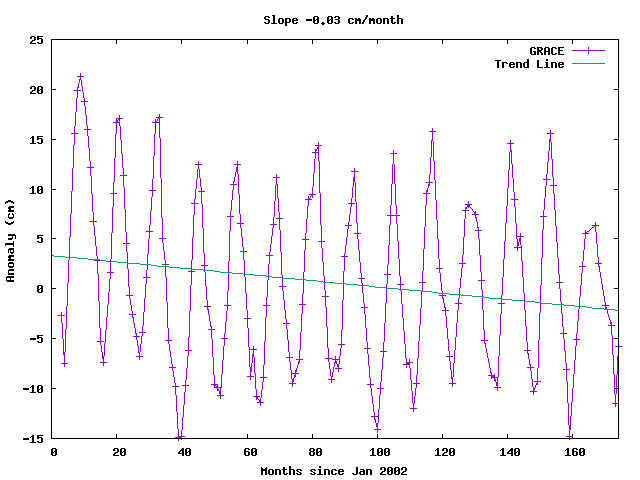 Slope -0.03 cm/month
25
20
15
10
5
0
-5
-10
-15
Anomaly (cm)
GRACE
Trend Line
0 20 40 60 80 100 120 140 160
Months since Jan 2002